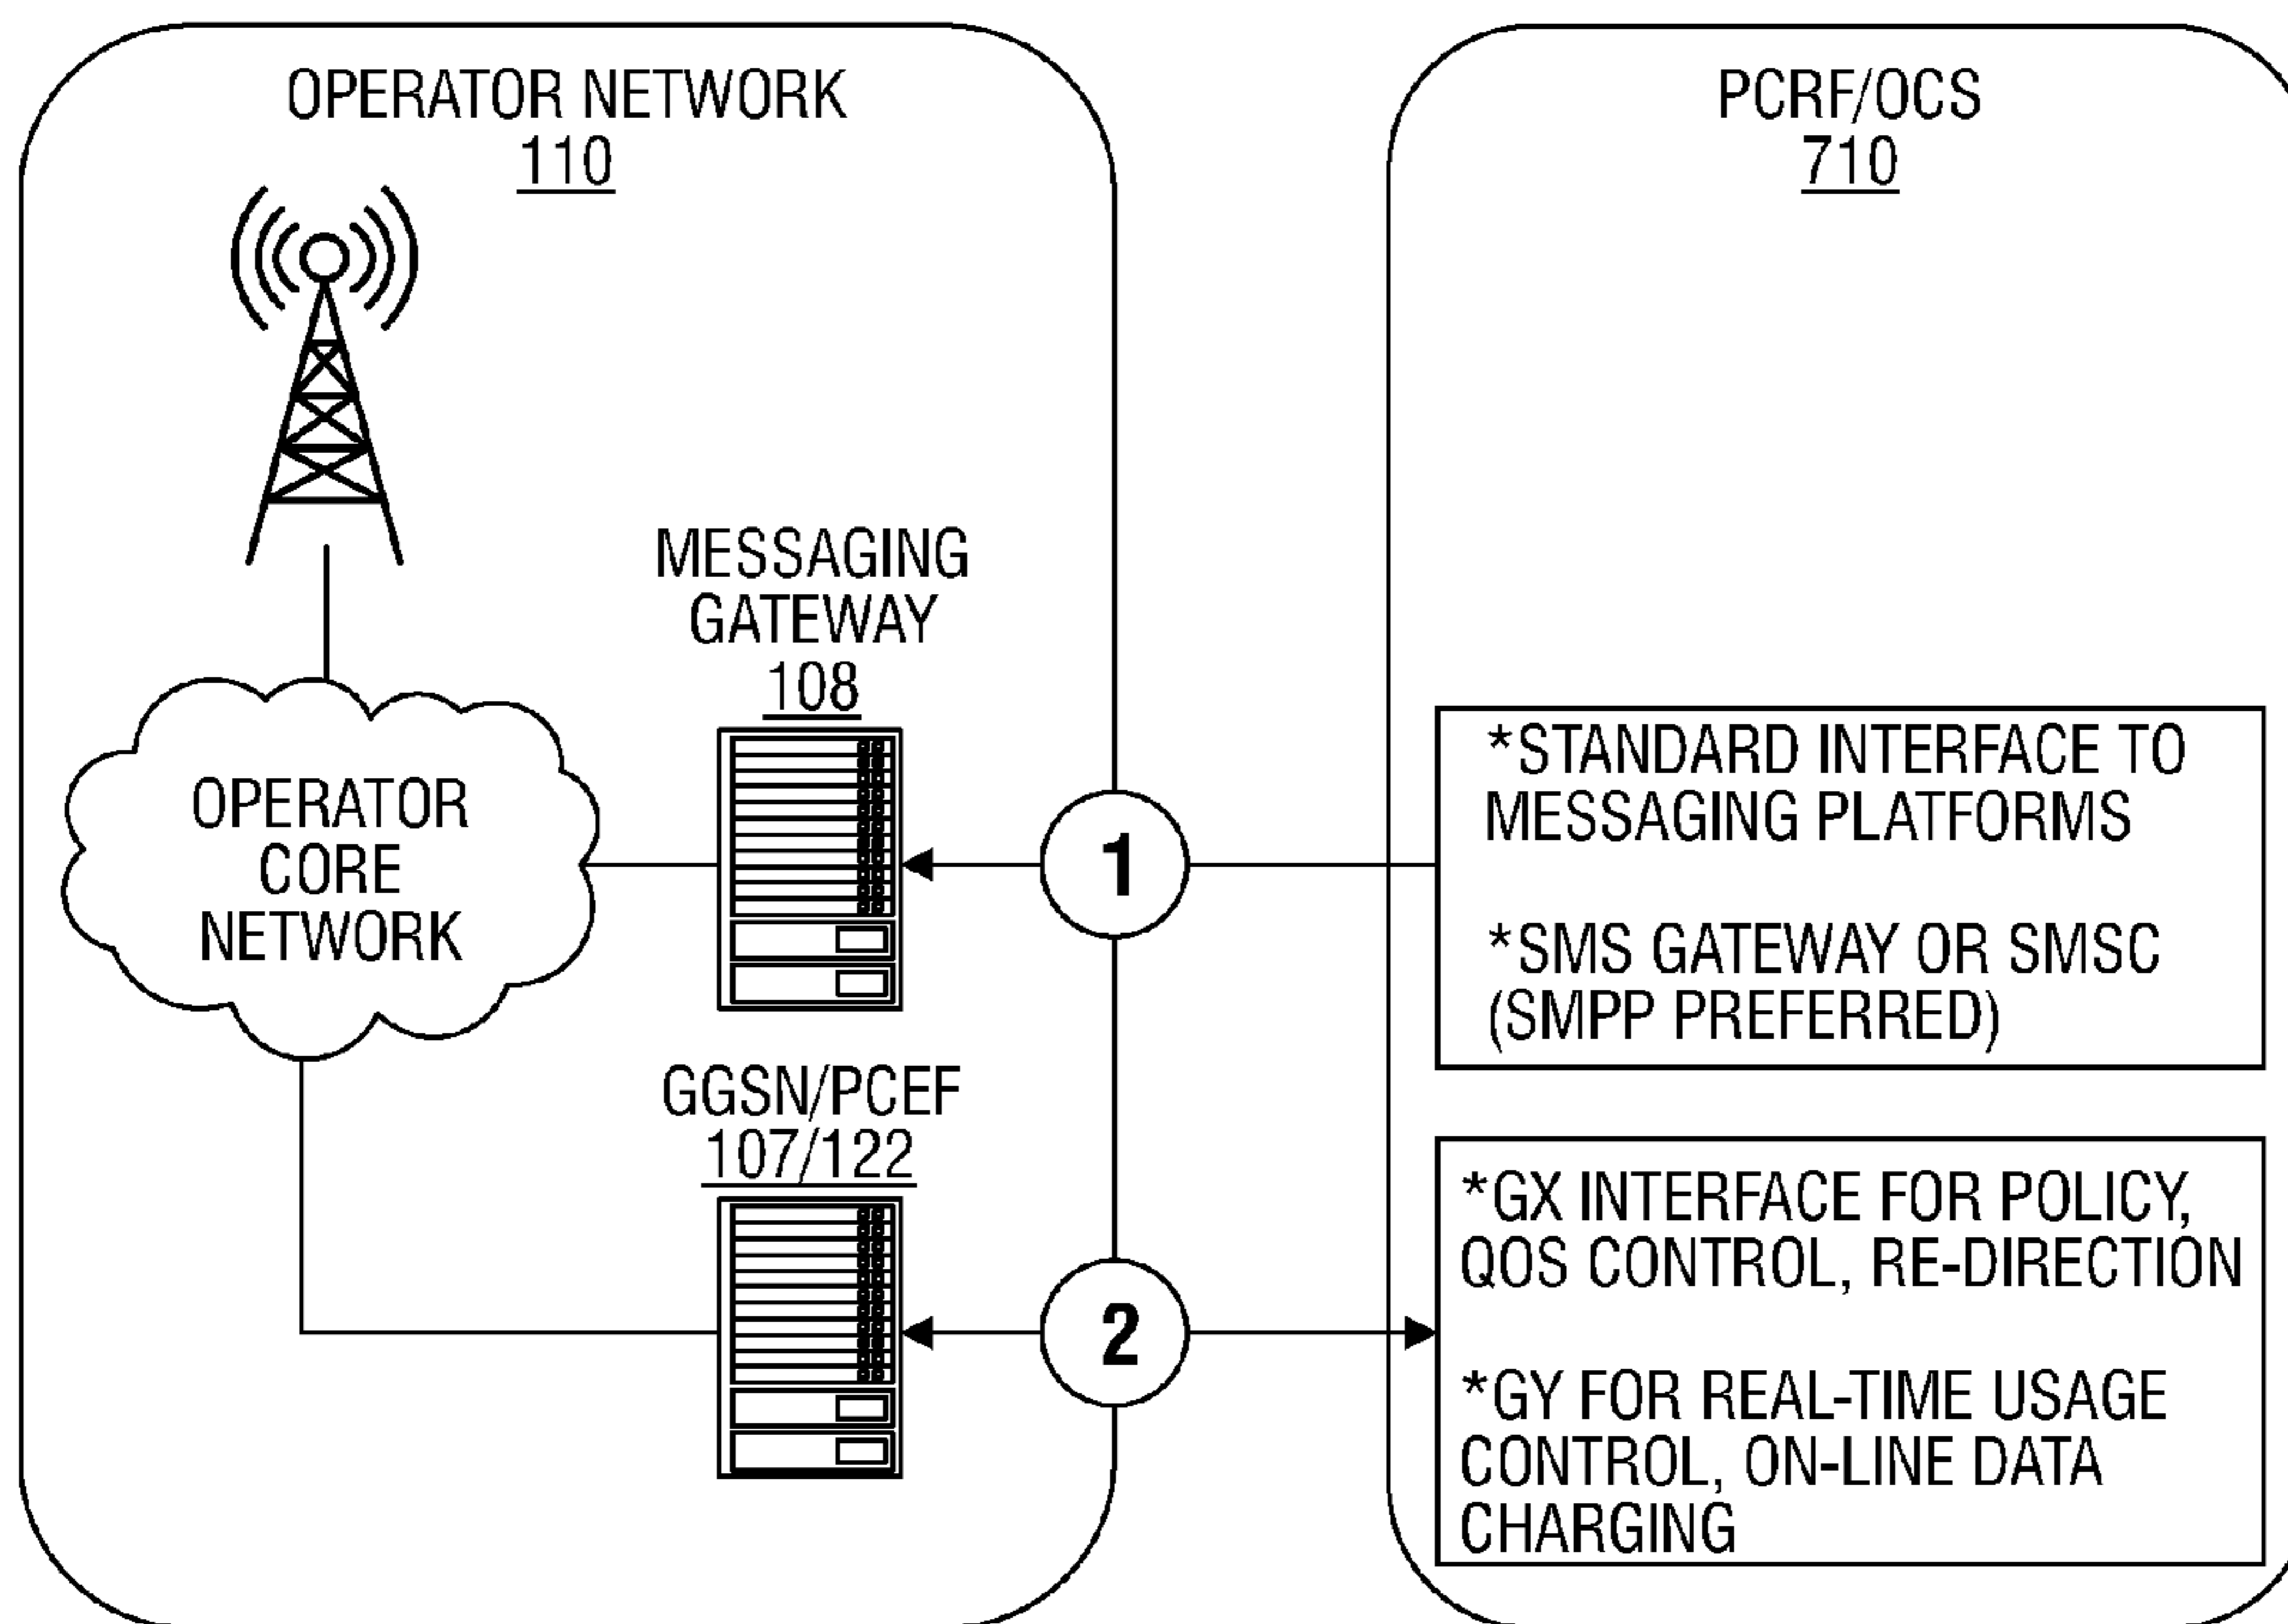 OPERATOR NETWORK
110
PCRF/OCS
710
MESSAGING
GATEWAY
108
OPERATOR
CORE
NETWORK
1
*STANDARD INTERFACE TO
MESSAGING PLATFORMS
*SMS GATEWAY OR SMSC
(SMPP PREFERRED)
GGSN/PCEF
107/122
2
*GX INTERFACE FOR POLICY,
QOS CONTROL, RE-DIRECTION
*GY FOR REAL-TIME USAGE
CONTROL, ON-LINE DATA
CHARGING